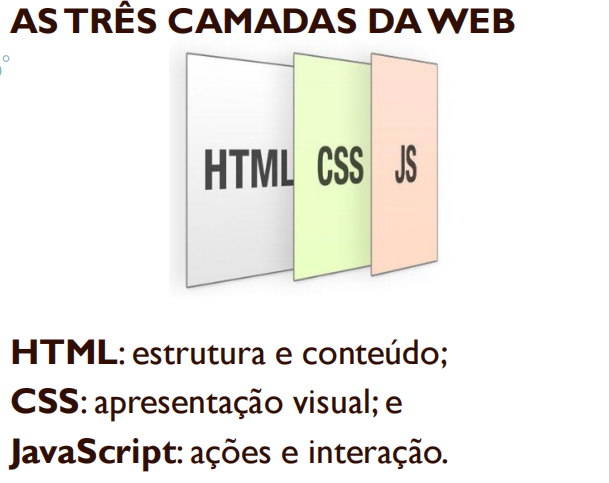 AS TRÊS CAMADAS DA WEB
HTML CSS JS
HTML: estrutura e conteúdo;
CSS: apresentação visual; e
JavaScript: ações e interação.